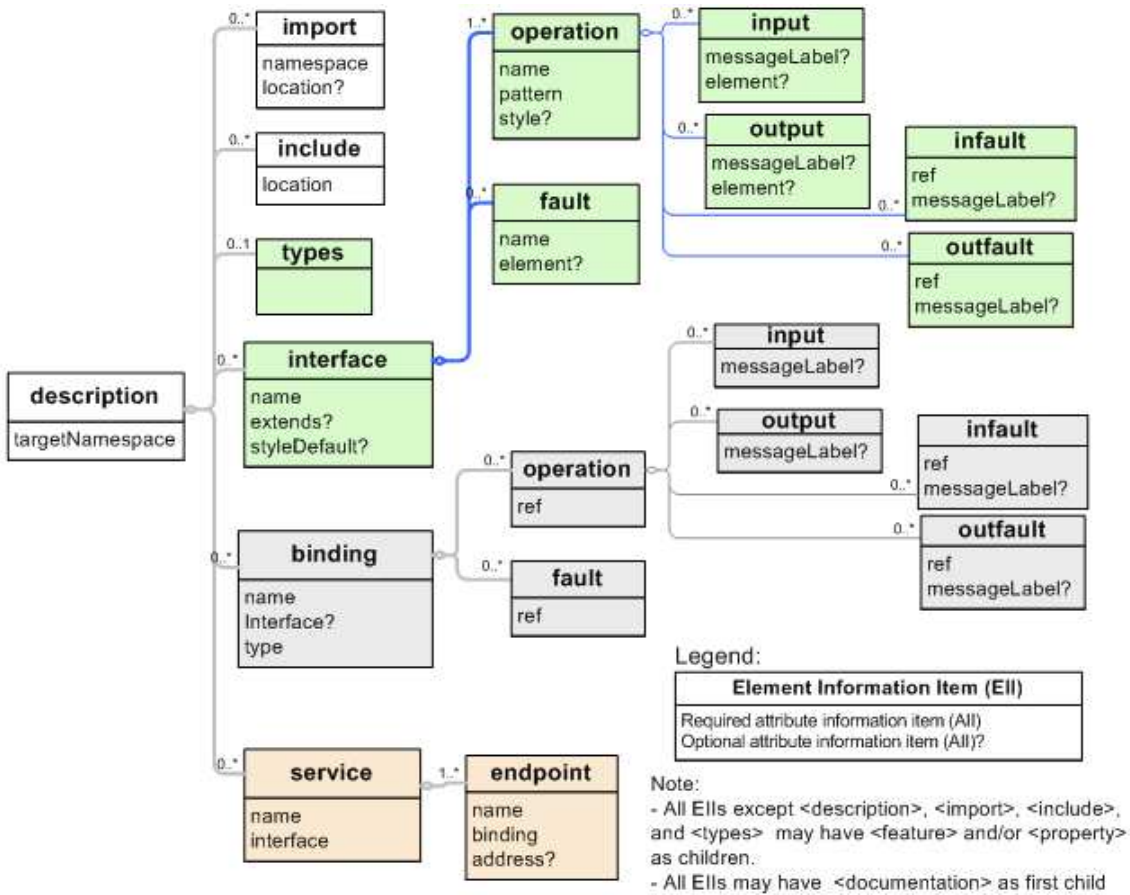 0..*
import
namespace
location?
0..*
include
location
0..1
types
0..*
interface
name
extends?
styleDefault?
description
targetNamespace
1..*
operation
name
pattern
style?
0..*
fault
name
element?
0..*
input
messageLabel?
element?
0..*
output
messageLabel?
element?
0..*
infault
ref
messageLabel?
0..*
outfault
ref
messageLabel?
0..*
binding
name
Interface?
type
0..*
operation
ref
0..*
fault
ref
0..*
input
messageLabel?
0..*
output
messageLabel?
0..*
infault
ref
messageLabel?
0..*
outfault
ref
messageLabel?
0..*
service
name
interface
1..*
endpoint
name
binding
address?
Legend:
Element Information Item (EII)
Required attribute information item (AII)
Optional attribute information item (AII)?
Note:
- All EIIs except <description>, <import>, <include>,
and <types> may have <feature> and/or <property>
as children.
- All EIIs may have <documentation> as first child